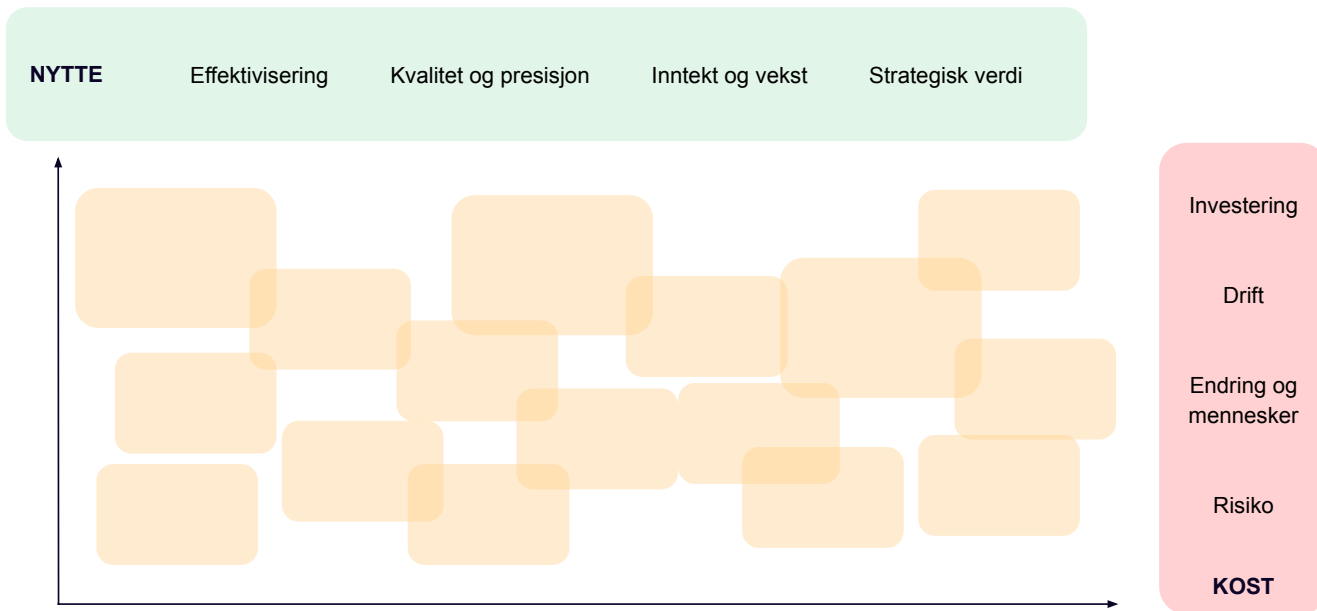 NYTTE Effektivisering Kvalitet og presisjon Inntekt og vekst Strategisk verdi
Investering
Drift
Endring og
mennesker
Risiko
KOST